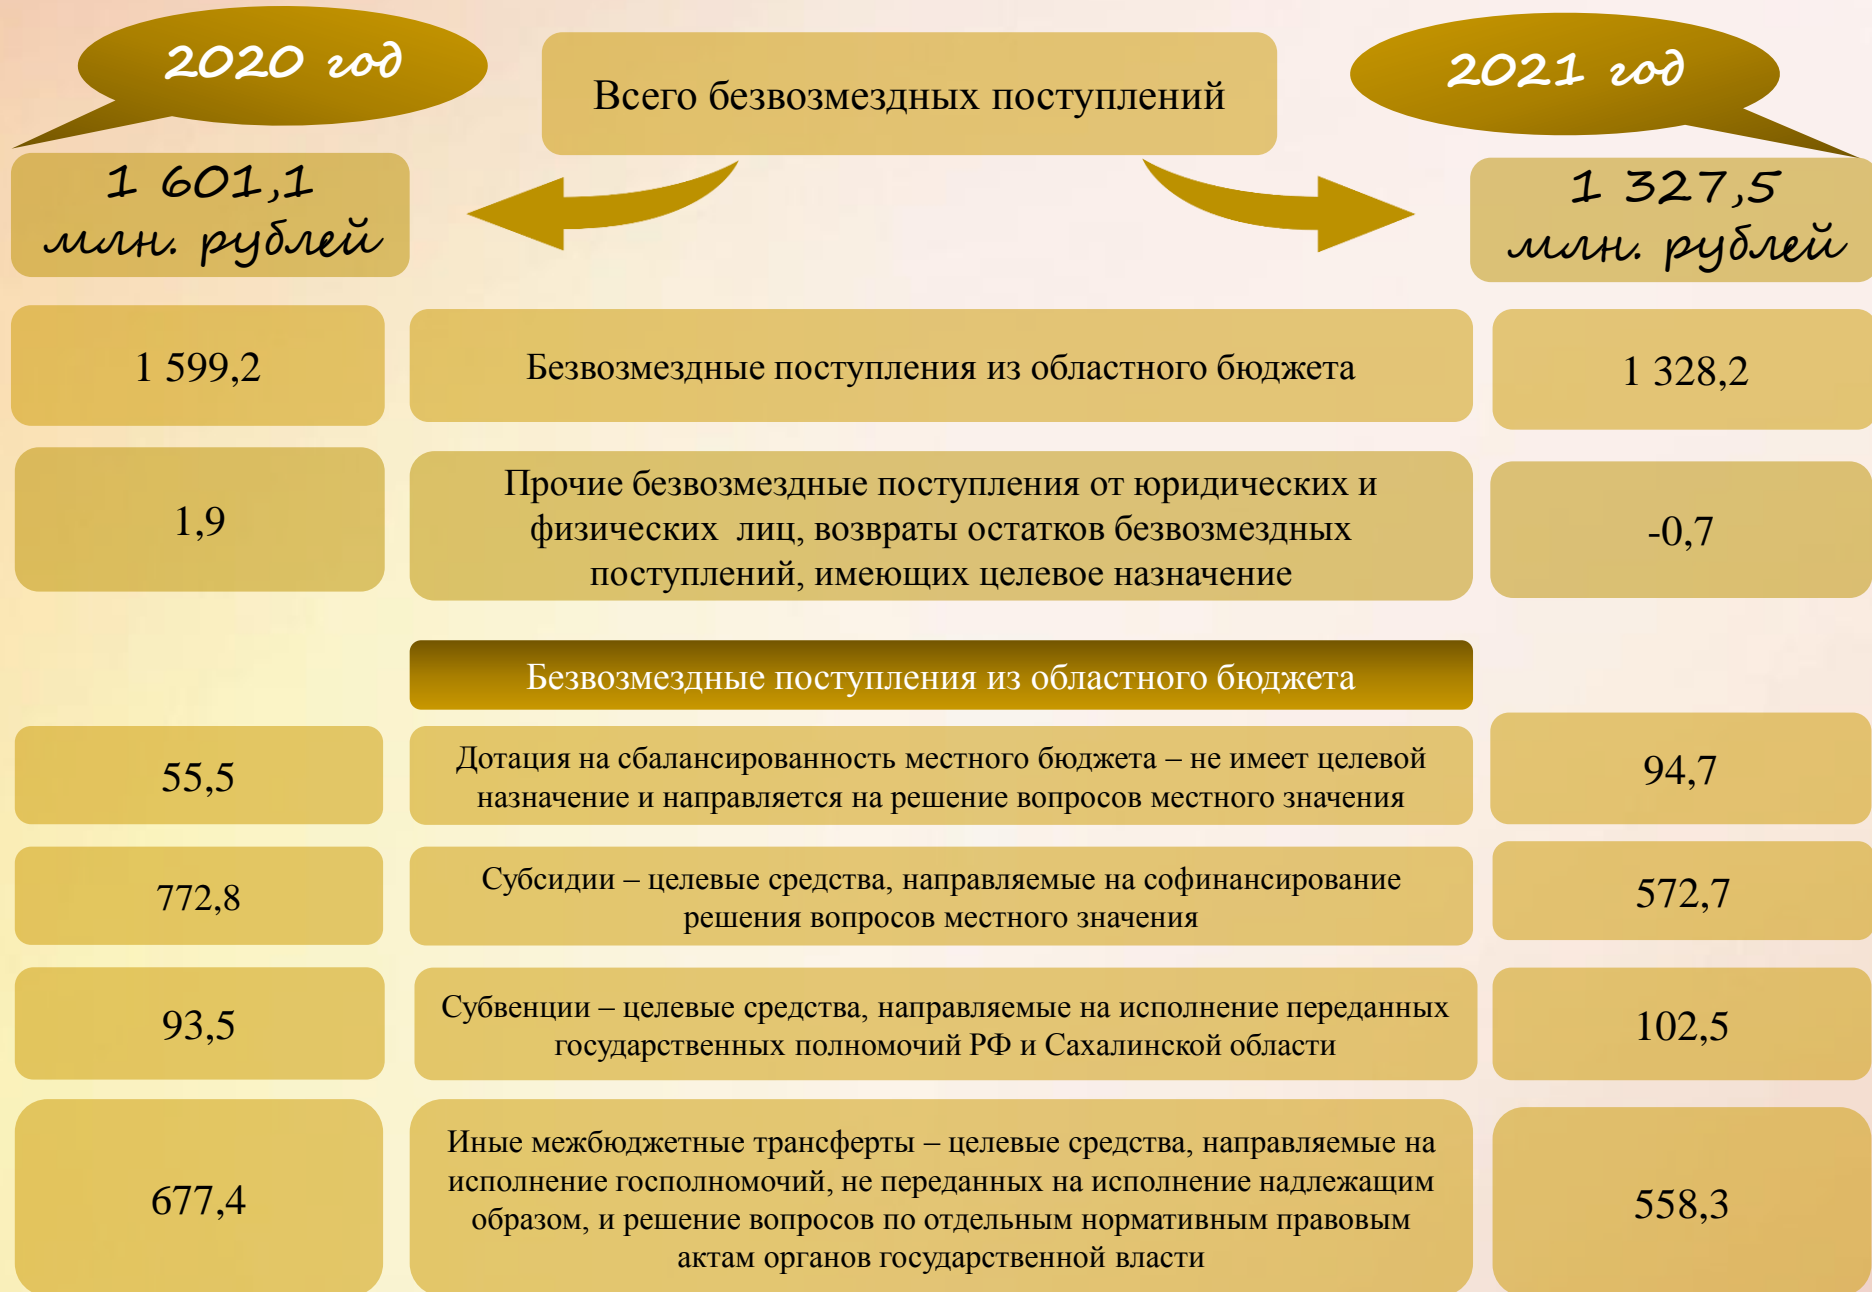 2020 год
Всего безвозмездных поступлений
2021 год
1 601,1
млн. рублей
1 327,5
млн. рублей
1 599,2
Безвозмездные поступления из областного бюджета
1 328,2
1,9
Прочие безвозмездные поступления от юридических и
физических лиц, возвраты остатков безвозмездных
поступлений, имеющих целевое назначение
-0,7
Безвозмездные поступления из областного бюджета
55,5
Дотация на сбалансированность местного бюджета – не имеет целевой
назначение и направляется на решение вопросов местного значения
94,7
772,8
Субсидии – целевые средства, направляемые на софинансирование
решения вопросов местного значения
572,7
93,5
Субвенции – целевые средства, направляемые на исполнение переданных
государственных полномочий РФ и Сахалинской области
102,5
677,4
Иные межбюджетные трансферты – целевые средства, направляемые на
исполнение госполномочий, не переданных на исполнение надлежащим
образом, и решение вопросов по отдельным нормативным правовым
актам органов государственной власти
558,3